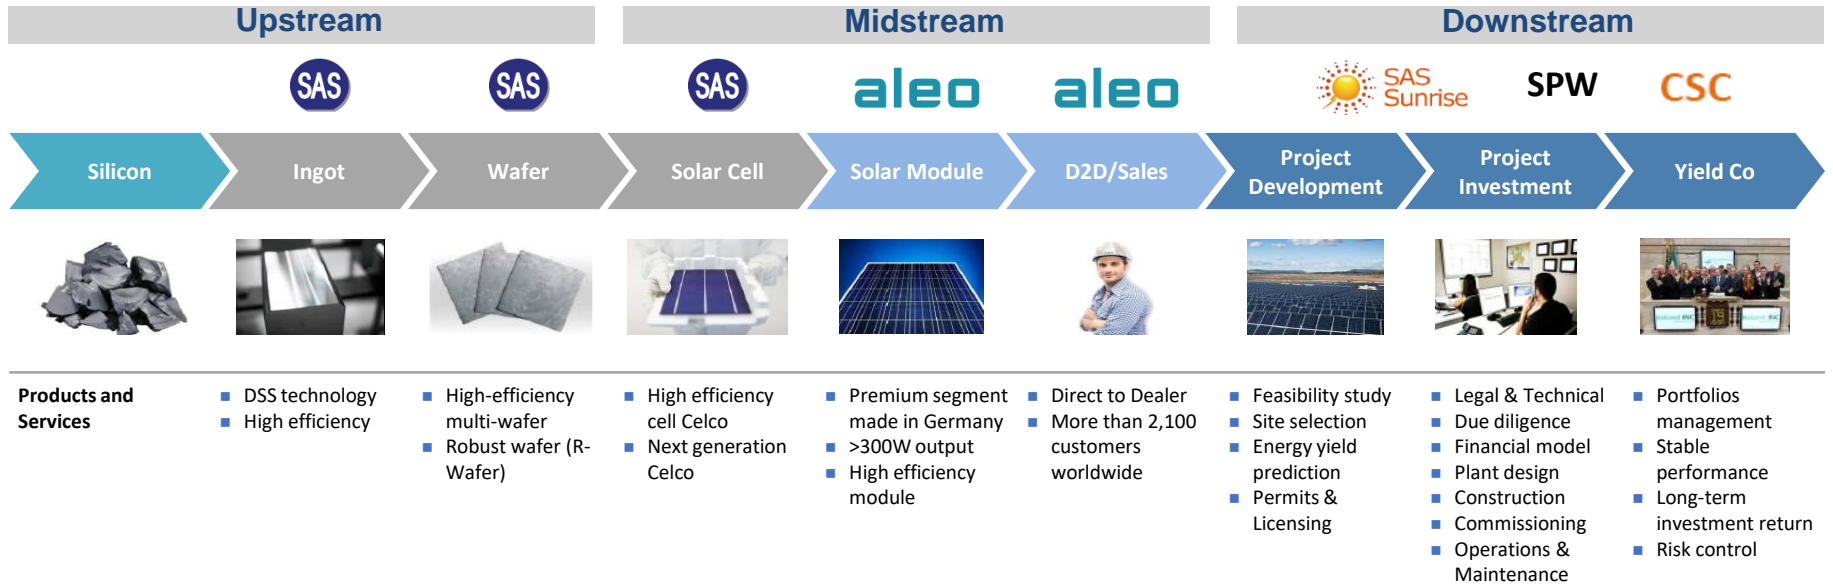 Upstream
Midstream
Downstream
SAS
SAS
SAS
aleo
aleo
SAS
Sunrise
SPW
CSC
Silicon
Ingot
Wafer
Solar Cell
Solar Module
D2D/Sales
Project
Development
Project
Investment
Yield Co
Products and
Services
DSS technology
High efficiency
High-efficiency
multi-wafer
Robust wafer (R-
Wafer)
High efficiency
cell Celco
Next generation
Celco
Premium segment
made in Germany
>300W output
High efficiency
module
Direct to Dealer
More than 2,100
customers
worldwide
Feasibility study
Site selection
Energy yield
prediction
Permits &
Licensing
Legal & Technical
Due diligence
Financial model
Plant design
Construction
Commissioning
Operations &
Maintenance
Portfolios
management
Stable
performance
Long-term
investment return
Risk control